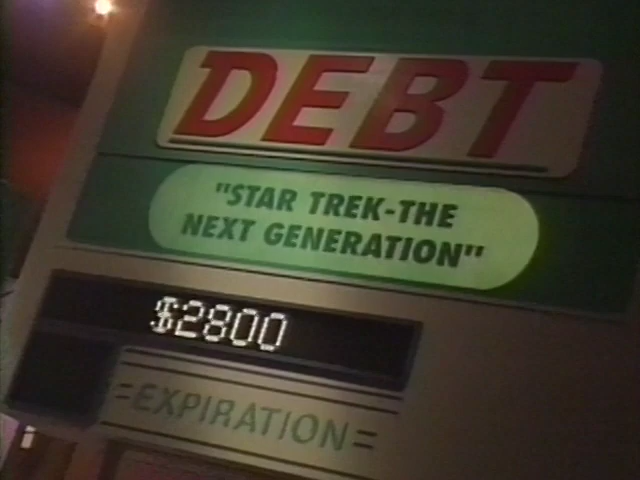 DEBT
"STAR TREK-THE
NEXT GENERATION"
$2800
=EXPIRATION=